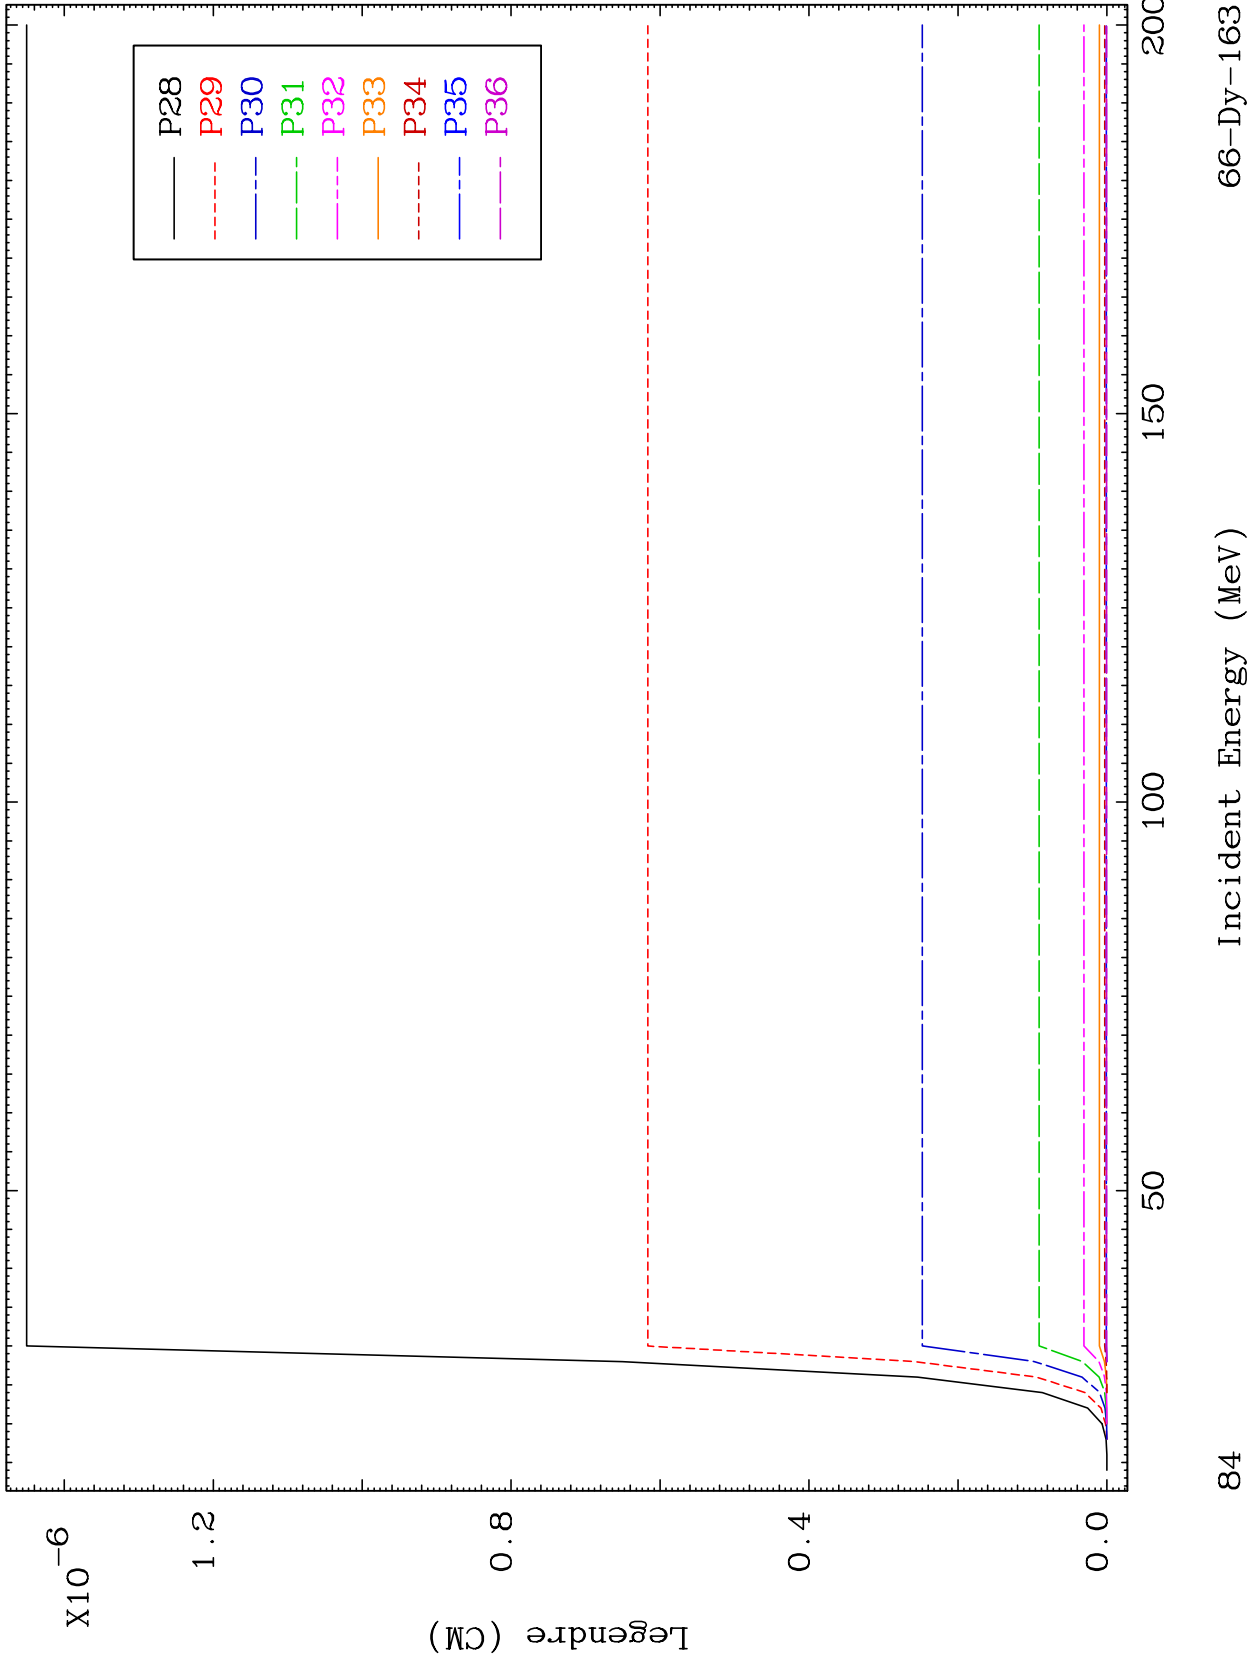 X10-6
1.2
0.8
0.4
0.0
Legendre (CM)
P28
P29
P30
P31
P32
P33
P34
P35
P36
50
100
150
200
84
Incident Energy (MeV)
66-Dy-163